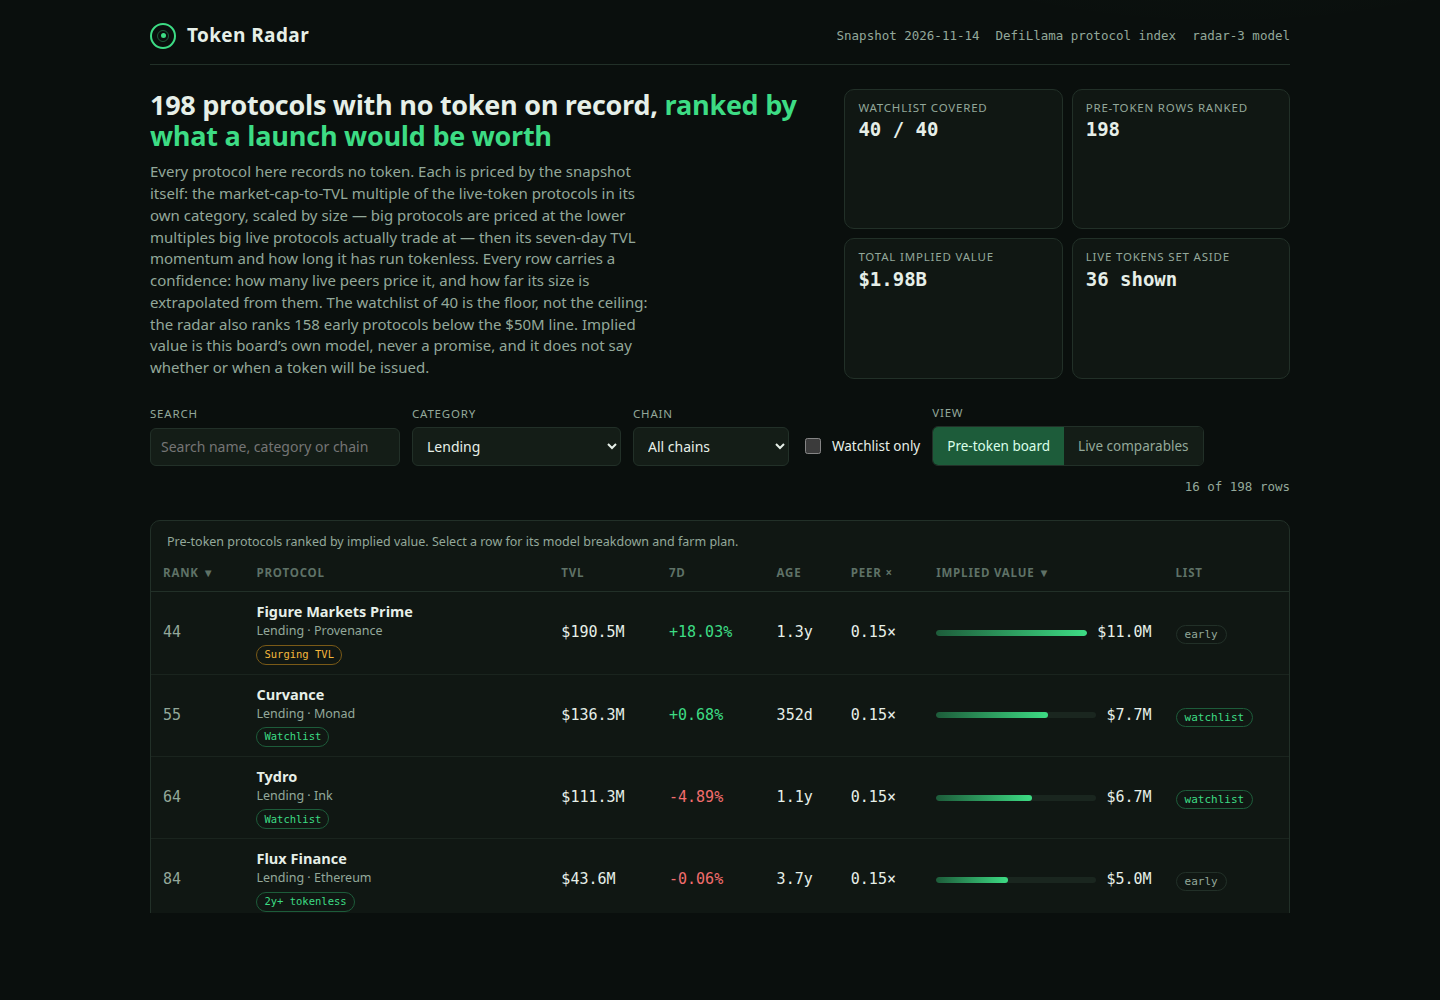 Token Radar
Snapshot 2026-11-14 DefiLlama protocol index radar-3 model
198 protocols with no token on record, ranked by
what a launch would be worth
Every protocol here records no token. Each is priced by the snapshot
itself: the market-cap-to-TVL multiple of the live-token protocols in its
own category, scaled by size — big protocols are priced at the lower
multiples big live protocols actually trade at — then its seven-day TVL
momentum and how long it has run tokenless. Every row carries a
confidence: how many live peers price it, and how far its size is
extrapolated from them. The watchlist of 40 is the floor, not the ceiling:
the radar also ranks 158 early protocols below the $50M line. Implied
value is this board's own model, never a promise, and it does not say
whether or when a token will be issued.
WATCHLIST COVERED
40 / 40
PRE-TOKEN ROWS RANKED
198
TOTAL IMPLIED VALUE
$1.98B
LIVE TOKENS SET ASIDE
36 shown
SEARCH
Search name, category or chain
CATEGORY
Lending
CHAIN
All chains
Watchlist only
VIEW
Pre-token board Live comparables
16 of 198 rows
Pre-token protocols ranked by implied value. Select a row for its model breakdown and farm plan.
RANK ▼ PROTOCOL TVL 7D AGE PEER × IMPLIED VALUE ▼ LIST
Figure Markets Prime
44 Lending · Provenance $190.5M +18.03% 1.3y 0.15× $11.0M early
Surging TVL
Curvance
55 Lending · Monad $136.3M +0.68% 352d 0.15× $7.7M watchlist
Watchlist
Tydro
64 Lending · Ink $111.3M -4.89% 1.1y 0.15× $6.7M watchlist
Watchlist
Flux Finance
84 Lending · Ethereum $43.6M -0.06% 3.7y 0.15× $5.0M early
2y+ tokenless